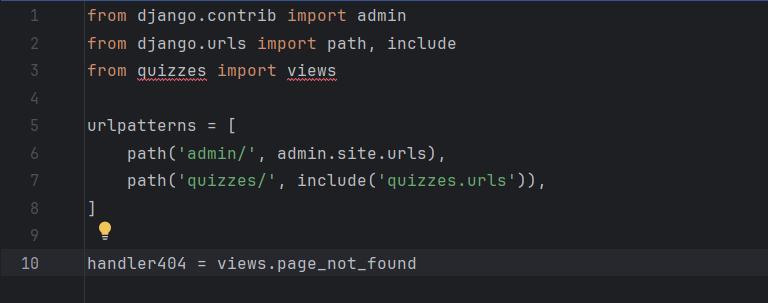 1 from django.contrib import admin
2 from django.urls import path, include
3 from quizzes import views
4
5 urlpatterns = [
6     path('admin/', admin.site.urls),
7     path('quizzes/', include('quizzes.urls')),
8 ]
9
10 handler404 = views.page_not_found